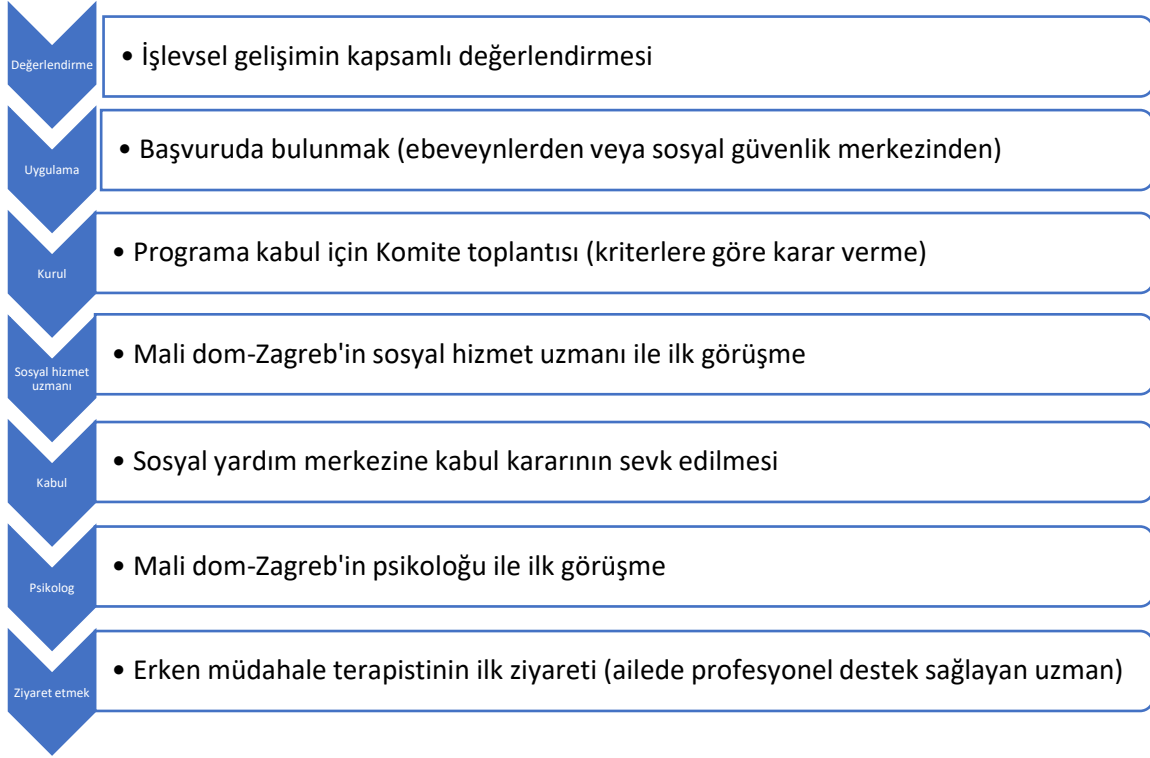 Değerlendirme
• İşlevsel gelişimin kapsamlı değerlendirmesi
Uygulama
• Başvuruda bulunmak (ebeveynlerden veya sosyal güvenlik merkezinden)
Kurul
• Programa kabul için Komite toplantısı (kriterlere göre karar verme)
Sosyal hizmet
uzmanı
• Mali dom-Zagreb'in sosyal hizmet uzmanı ile ilk görüşme
Kabul
• Sosyal yardım merkezine kabul kararının sevk edilmesi
Psikolog
• Mali dom-Zagreb'in psikoloğu ile ilk görüşme
Ziyaret etmek
• Erken müdahale terapistinin ilk ziyareti (ailede profesyonel destek sağlayan uzman)